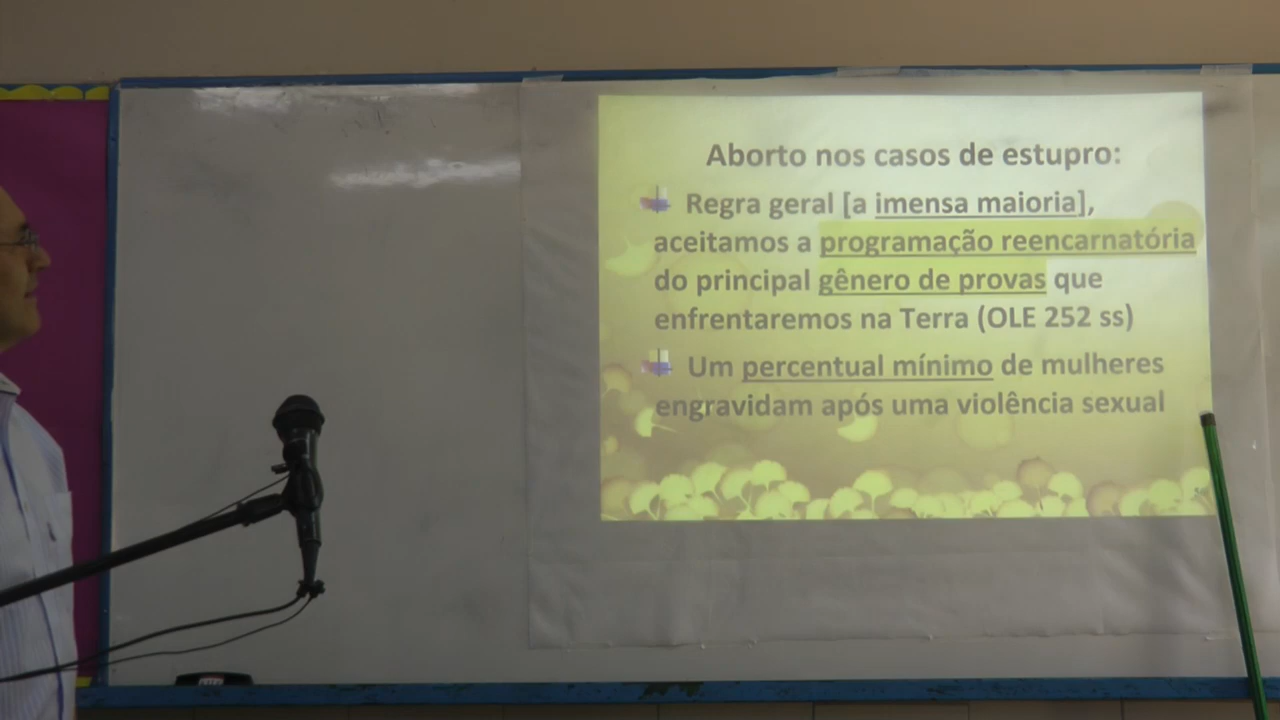 Aborto nos casos de estupro:
Regra geral [a imensa maioria],
aceitamos a programação reencarnatória
do principal gênero de provas que
enfrentaremos na Terra (OLE 252 ss)
Um percentual mínimo de mulheres
engravidam após uma violência sexual